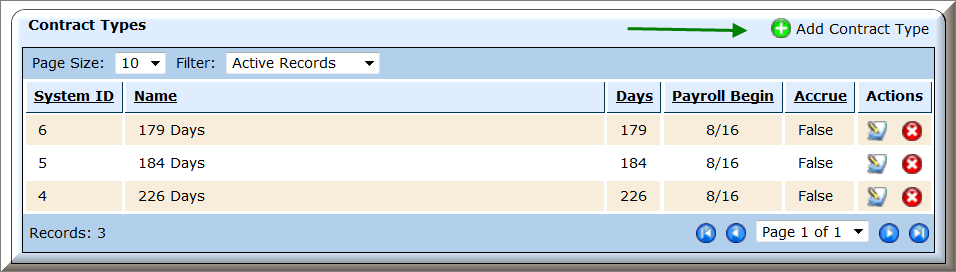 Contract Types
Add Contract Type
Page Size: 10 Filter: Active Records
System ID Name Days Payroll Begin Accrue Actions
6 179 Days 179 8/16 False
5 184 Days 184 8/16 False
4 226 Days 226 8/16 False
Records: 3 Page 1 of 1